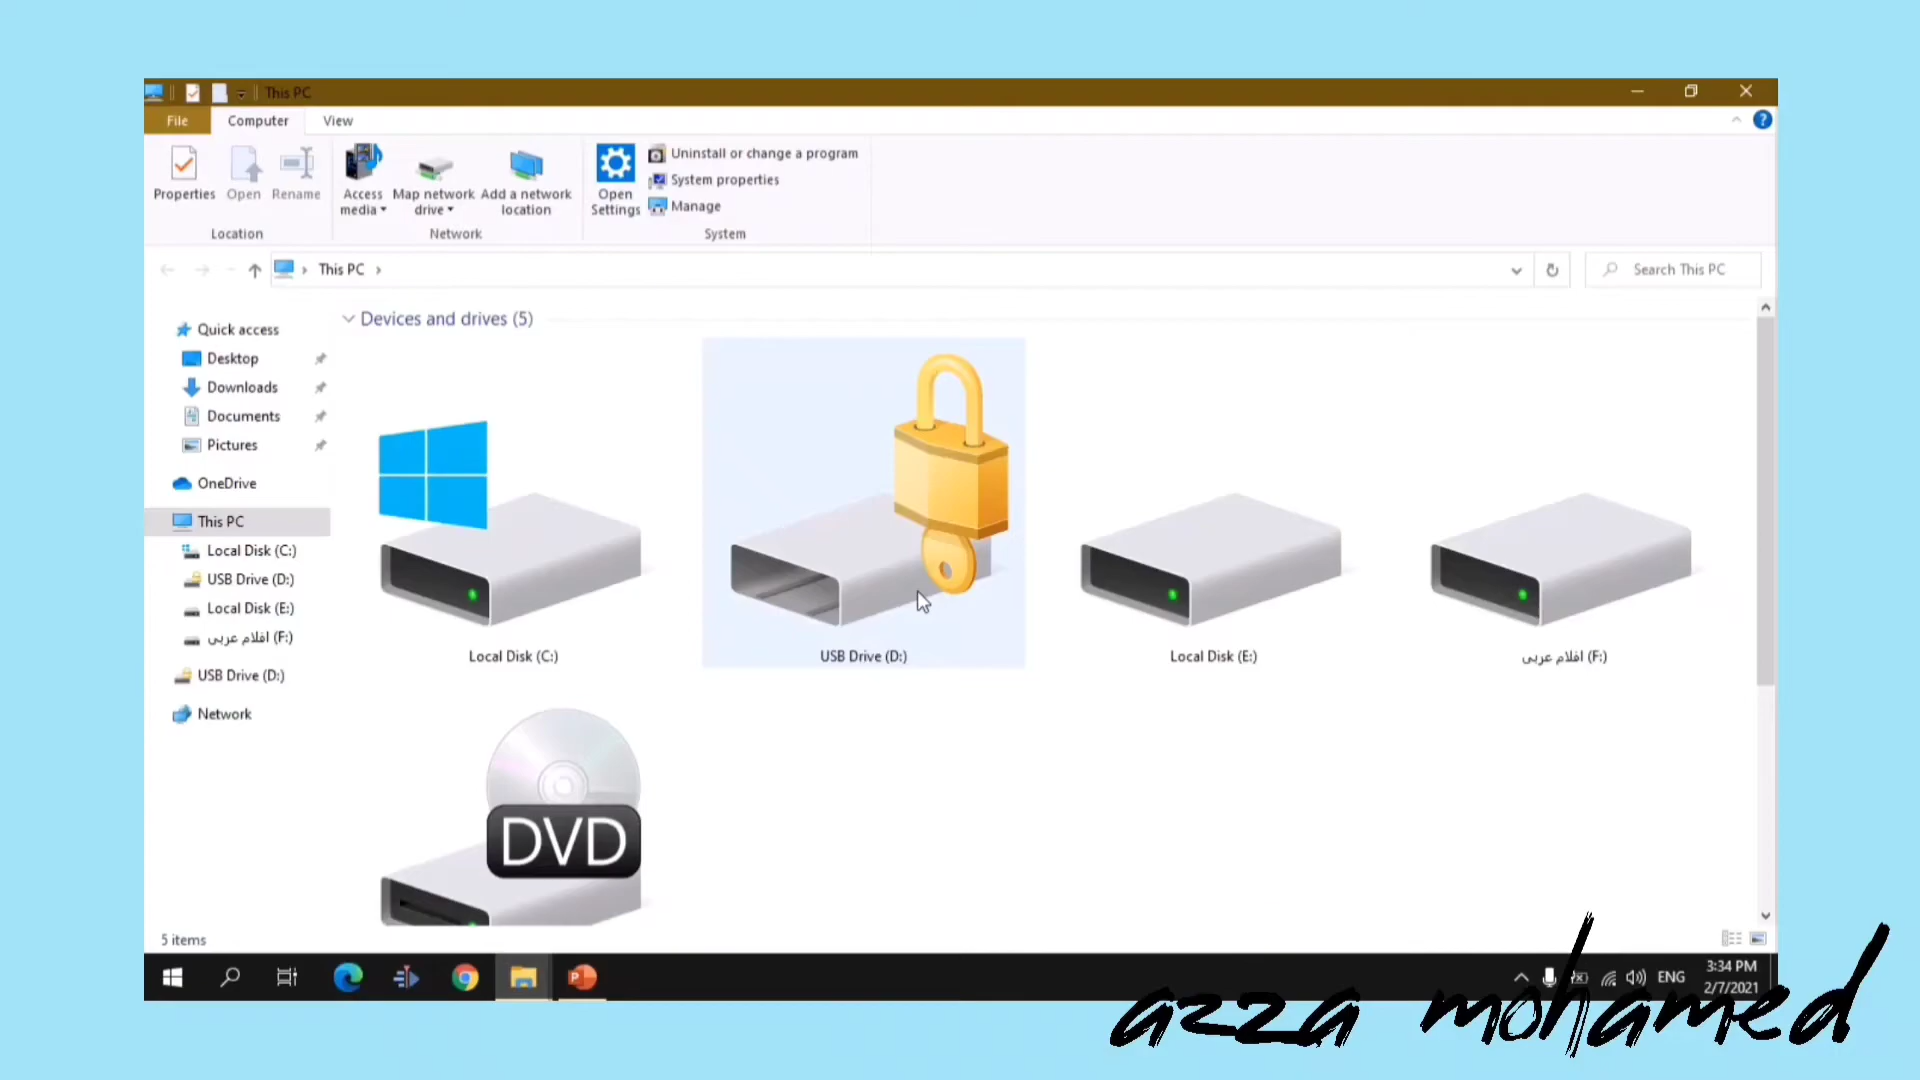 This PC
File
Computer
View
Properties
Open
Rename
Access media
Map network drive
Add a network location
Open Settings
Uninstall or change a program
System properties
Manage
Location
Network
System
This PC
Search This PC
Quick access
Desktop
Downloads
Documents
Pictures
OneDrive
This PC
Local Disk (C:)
USB Drive (D:)
Local Disk (E:)
افلام عربى (F:)
USB Drive (D:)
Network
Devices and drives (5)
Local Disk (C:)
USB Drive (D:)
Local Disk (E:)
افلام عربى (F:)
DVD
5 items
ENG
3:34 PM
2/7/2021
azza mohamed